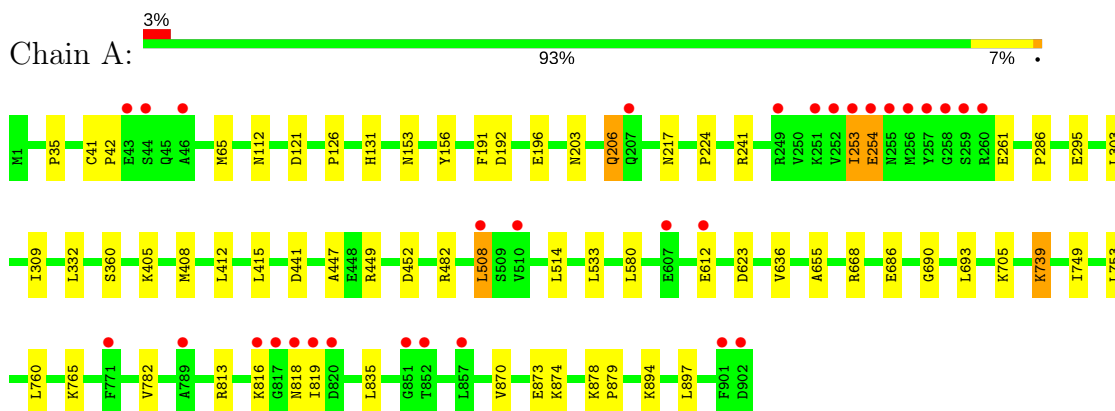 3%
Chain A:
93% 7% •
M1 P35 C41 P42 E43 S44 Q45 A46 M65 N112 D121 P126 H131 N153 Y156 F191 D192 E196 N203 Q206 Q207 N217 P224 R241 R249 V250 K251 V252 I253 E254 N255 M256 Y257 G258 S259 R260 E261 P286 E295
I309 L332 S360 K405 M408 L412 L415 D441 A447 E448 R449 D452 R482 L508 S509 V510 L514 L533 L580 E607 E612 D623 V636 A655 R668 E686 G690 L693 K705 K739 I749
L760 K765 F771 V782 A789 R813 K816 G817 N818 I819 D820 L835 G851 T852 L857 V870 E873 K874 K878 P879 K894 L897 F901 D902